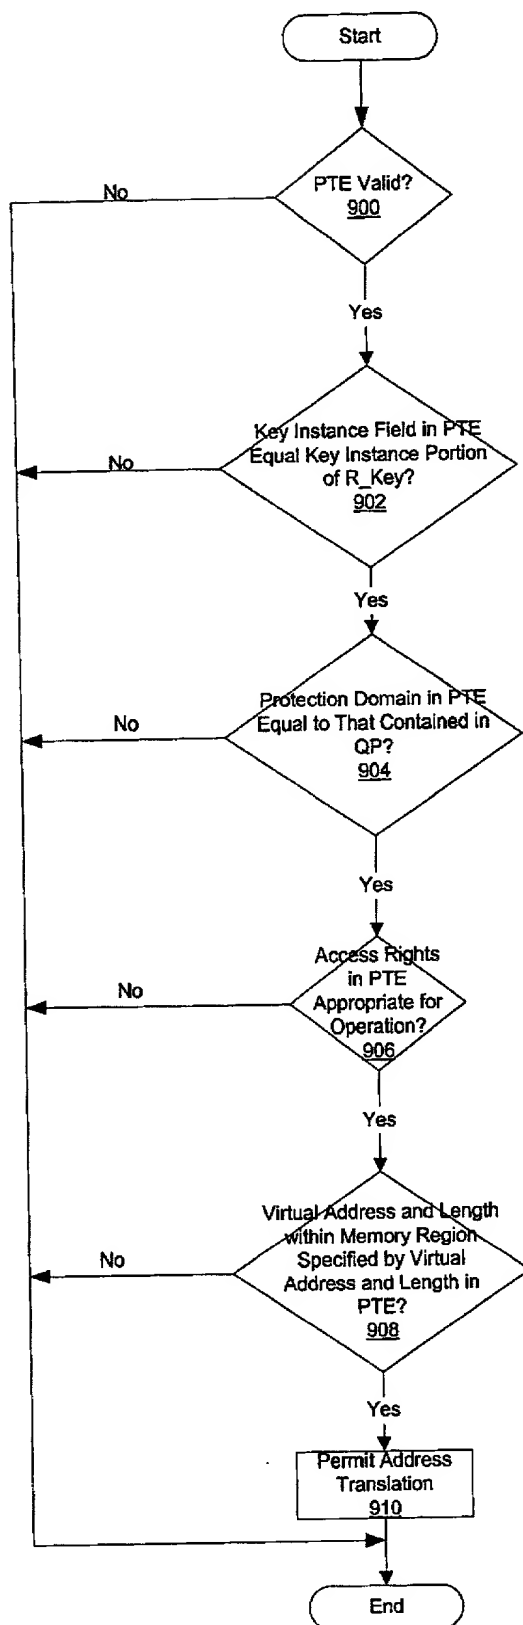 Start
PTE Valid?
900
No
Yes
Key Instance Field in PTE
Equal Key Instance Portion
of R_Key?
902
No
Yes
Protection Domain in PTE
Equal to That Contained in
QP?
904
No
Yes
Access Rights
in PTE
Appropriate for
Operation?
906
No
Yes
Virtual Address and Length
within Memory Region
Specified by Virtual
Address and Length in
PTE?
908
No
Yes
Permit Address
Translation
910
End